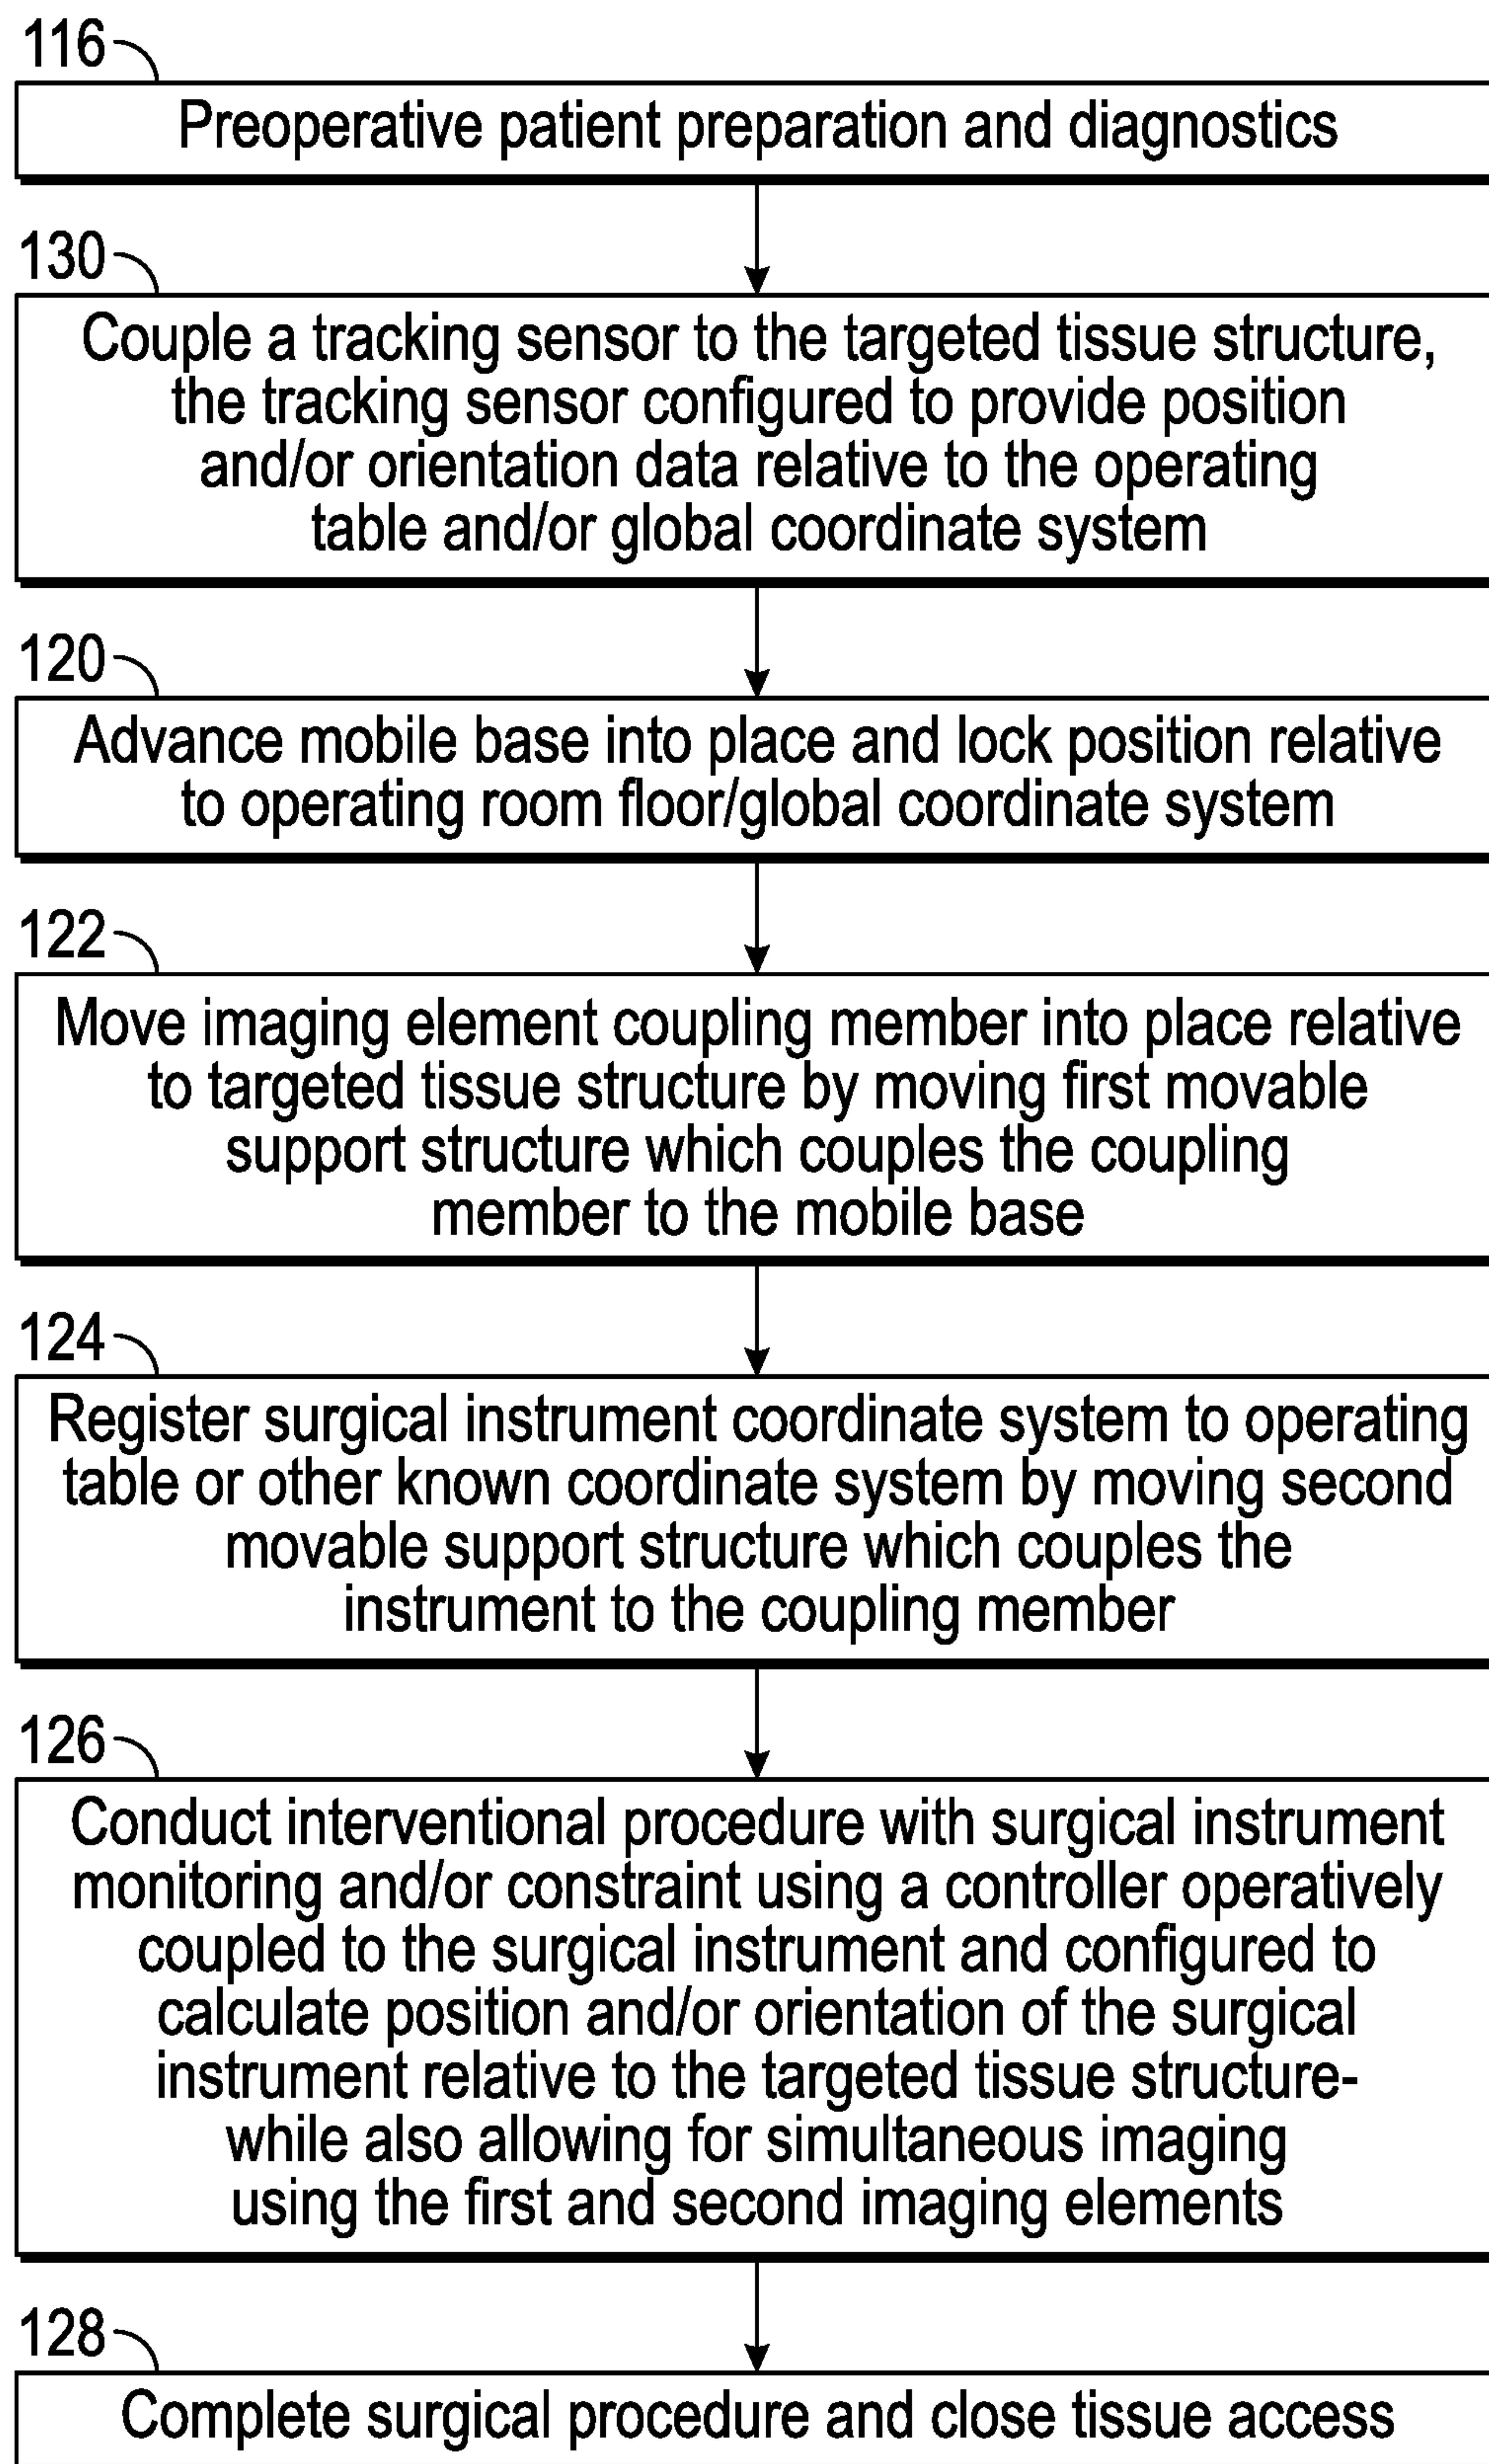 116
Preoperative patient preparation and diagnostics
130
Couple a tracking sensor to the targeted tissue structure,
the tracking sensor configured to provide position
and/or orientation data relative to the operating
table and/or global coordinate system
120
Advance mobile base into place and lock position relative
to operating room floor/global coordinate system
122
Move imaging element coupling member into place relative
to targeted tissue structure by moving first movable
support structure which couples the coupling
member to the mobile base
124
Register surgical instrument coordinate system to operating
table or other known coordinate system by moving second
movable support structure which couples the
instrument to the coupling member
126
Conduct interventional procedure with surgical instrument
monitoring and/or constraint using a controller operatively
coupled to the surgical instrument and configured to
calculate position and/or orientation of the surgical
instrument relative to the targeted tissue structure-
while also allowing for simultaneous imaging
using the first and second imaging elements
128
Complete surgical procedure and close tissue access